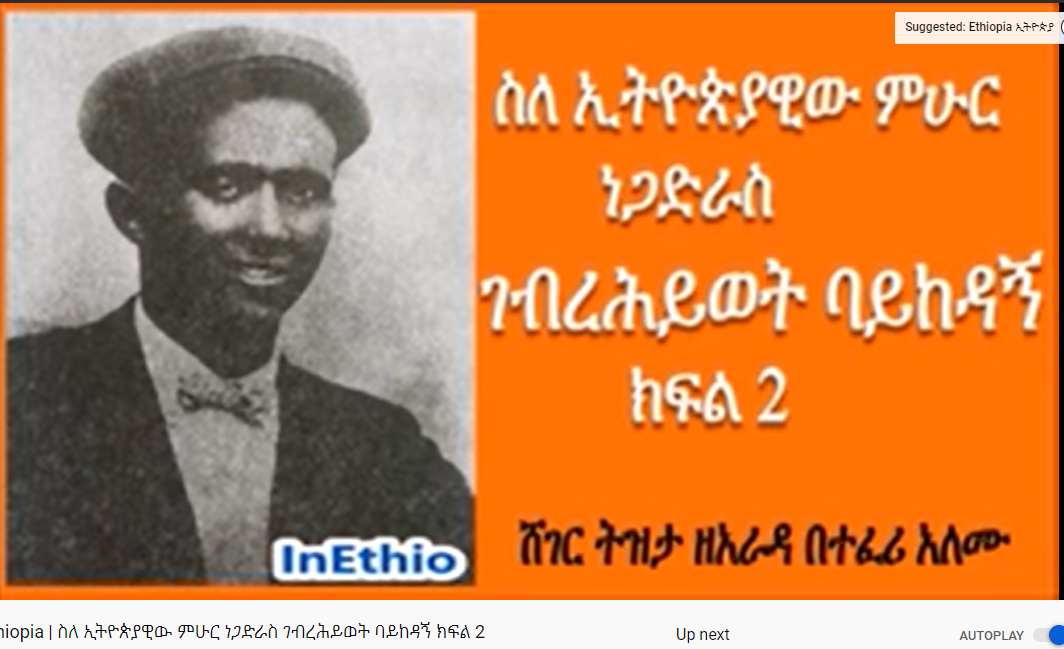 Suggested: Ethiopia ኢትዮጵያ
ስለ ኢትዮጵያዊው ምሁር
ነጋድራስ
ገብረሕይወት ባይከዳኝ
ክፍል 2
InEthio
ሸገር ትዝታ ዘአራዳ በተፈሪ አለሙ
hiopia | ስለ ኢትዮጵያዊው ምሁር ነጋድራስ ገብረሕይወት ባይከዳኝ ክፍል 2
Up next
AUTOPLAY